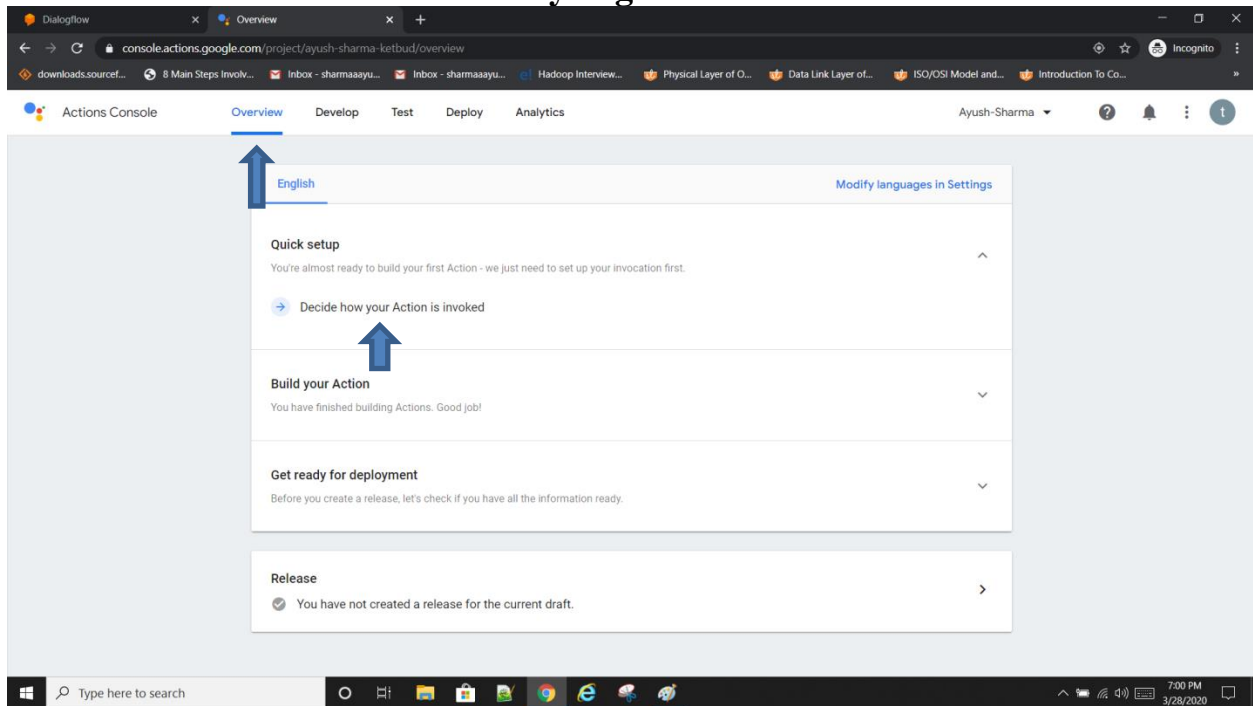 Dialogflow
Overview
console.actions.google.com/project/ayush-sharma-ketbud/overview
Incognito
downloads.sourcef...
8 Main Steps Involv...
Inbox - sharmaaayu...
Inbox - sharmaaayu...
Hadoop Interview...
Physical Layer of O...
Data Link Layer of...
ISO/OSI Model and...
Introduction To Co...
Actions Console
Overview
Develop
Test
Deploy
Analytics
Ayush-Sharma
t
English
Modify languages in Settings
Quick setup
You're almost ready to build your first Action - we just need to set up your invocation first.
Decide how your Action is invoked
Build your Action
You have finished building Actions. Good job!
Get ready for deployment
Before you create a release, let's check if you have all the information ready.
Release
You have not created a release for the current draft.
Type here to search
7:00 PM
3/28/2020